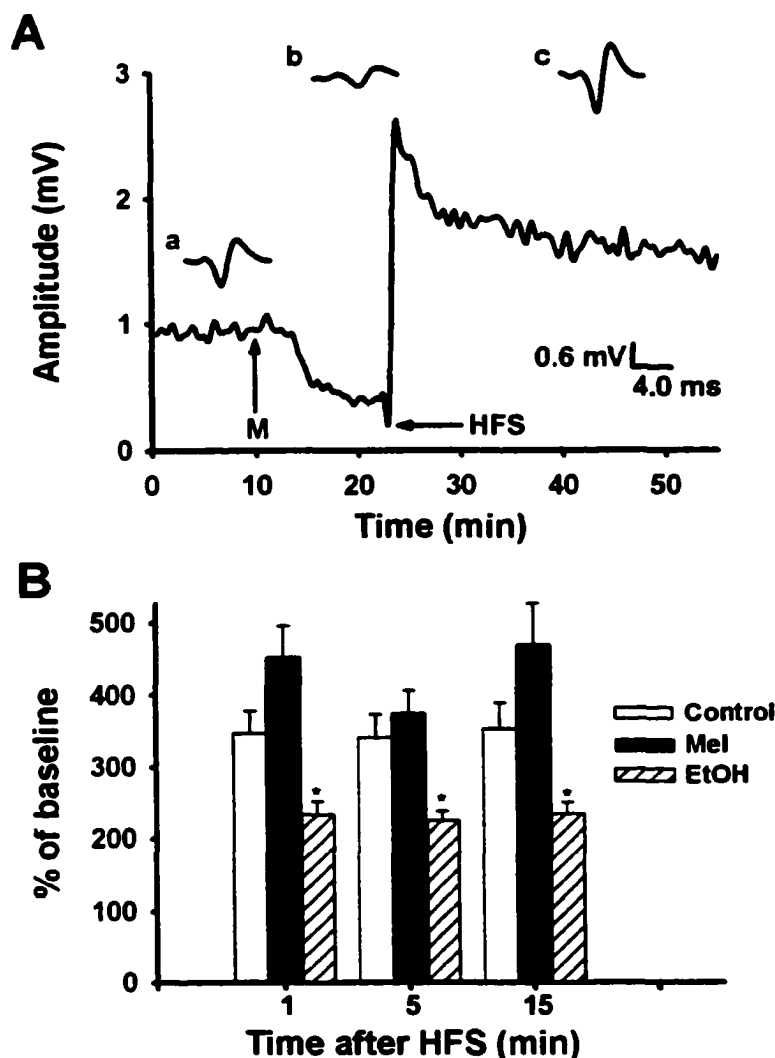 A
b
c
3
2
a
1
0
Amplitude (mV)
M
HFS
0.6 mV
4.0 ms
0 10 20 30 40 50
Time (min)
B
500
400
300
200
100
0
% of baseline
Control
Mel
EtOH
*
*
*
1 5 15
Time after HFS (min)